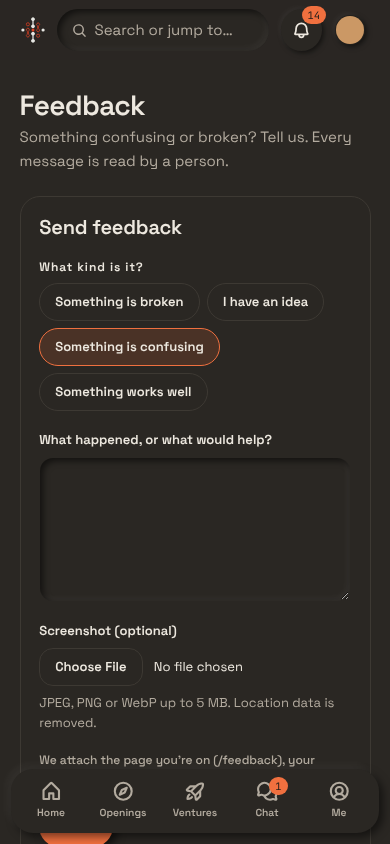 Search or jump to...
14
Feedback
Something confusing or broken? Tell us. Every
message is read by a person.
Send feedback
What kind is it?
Something is broken
I have an idea
Something is confusing
Something works well
What happened, or what would help?
Screenshot (optional)
Choose File
No file chosen
JPEG, PNG or WebP up to 5 MB. Location data is
removed.
We attach the page you're on (/feedback), your
1
Home
Openings
Ventures
Chat
Me